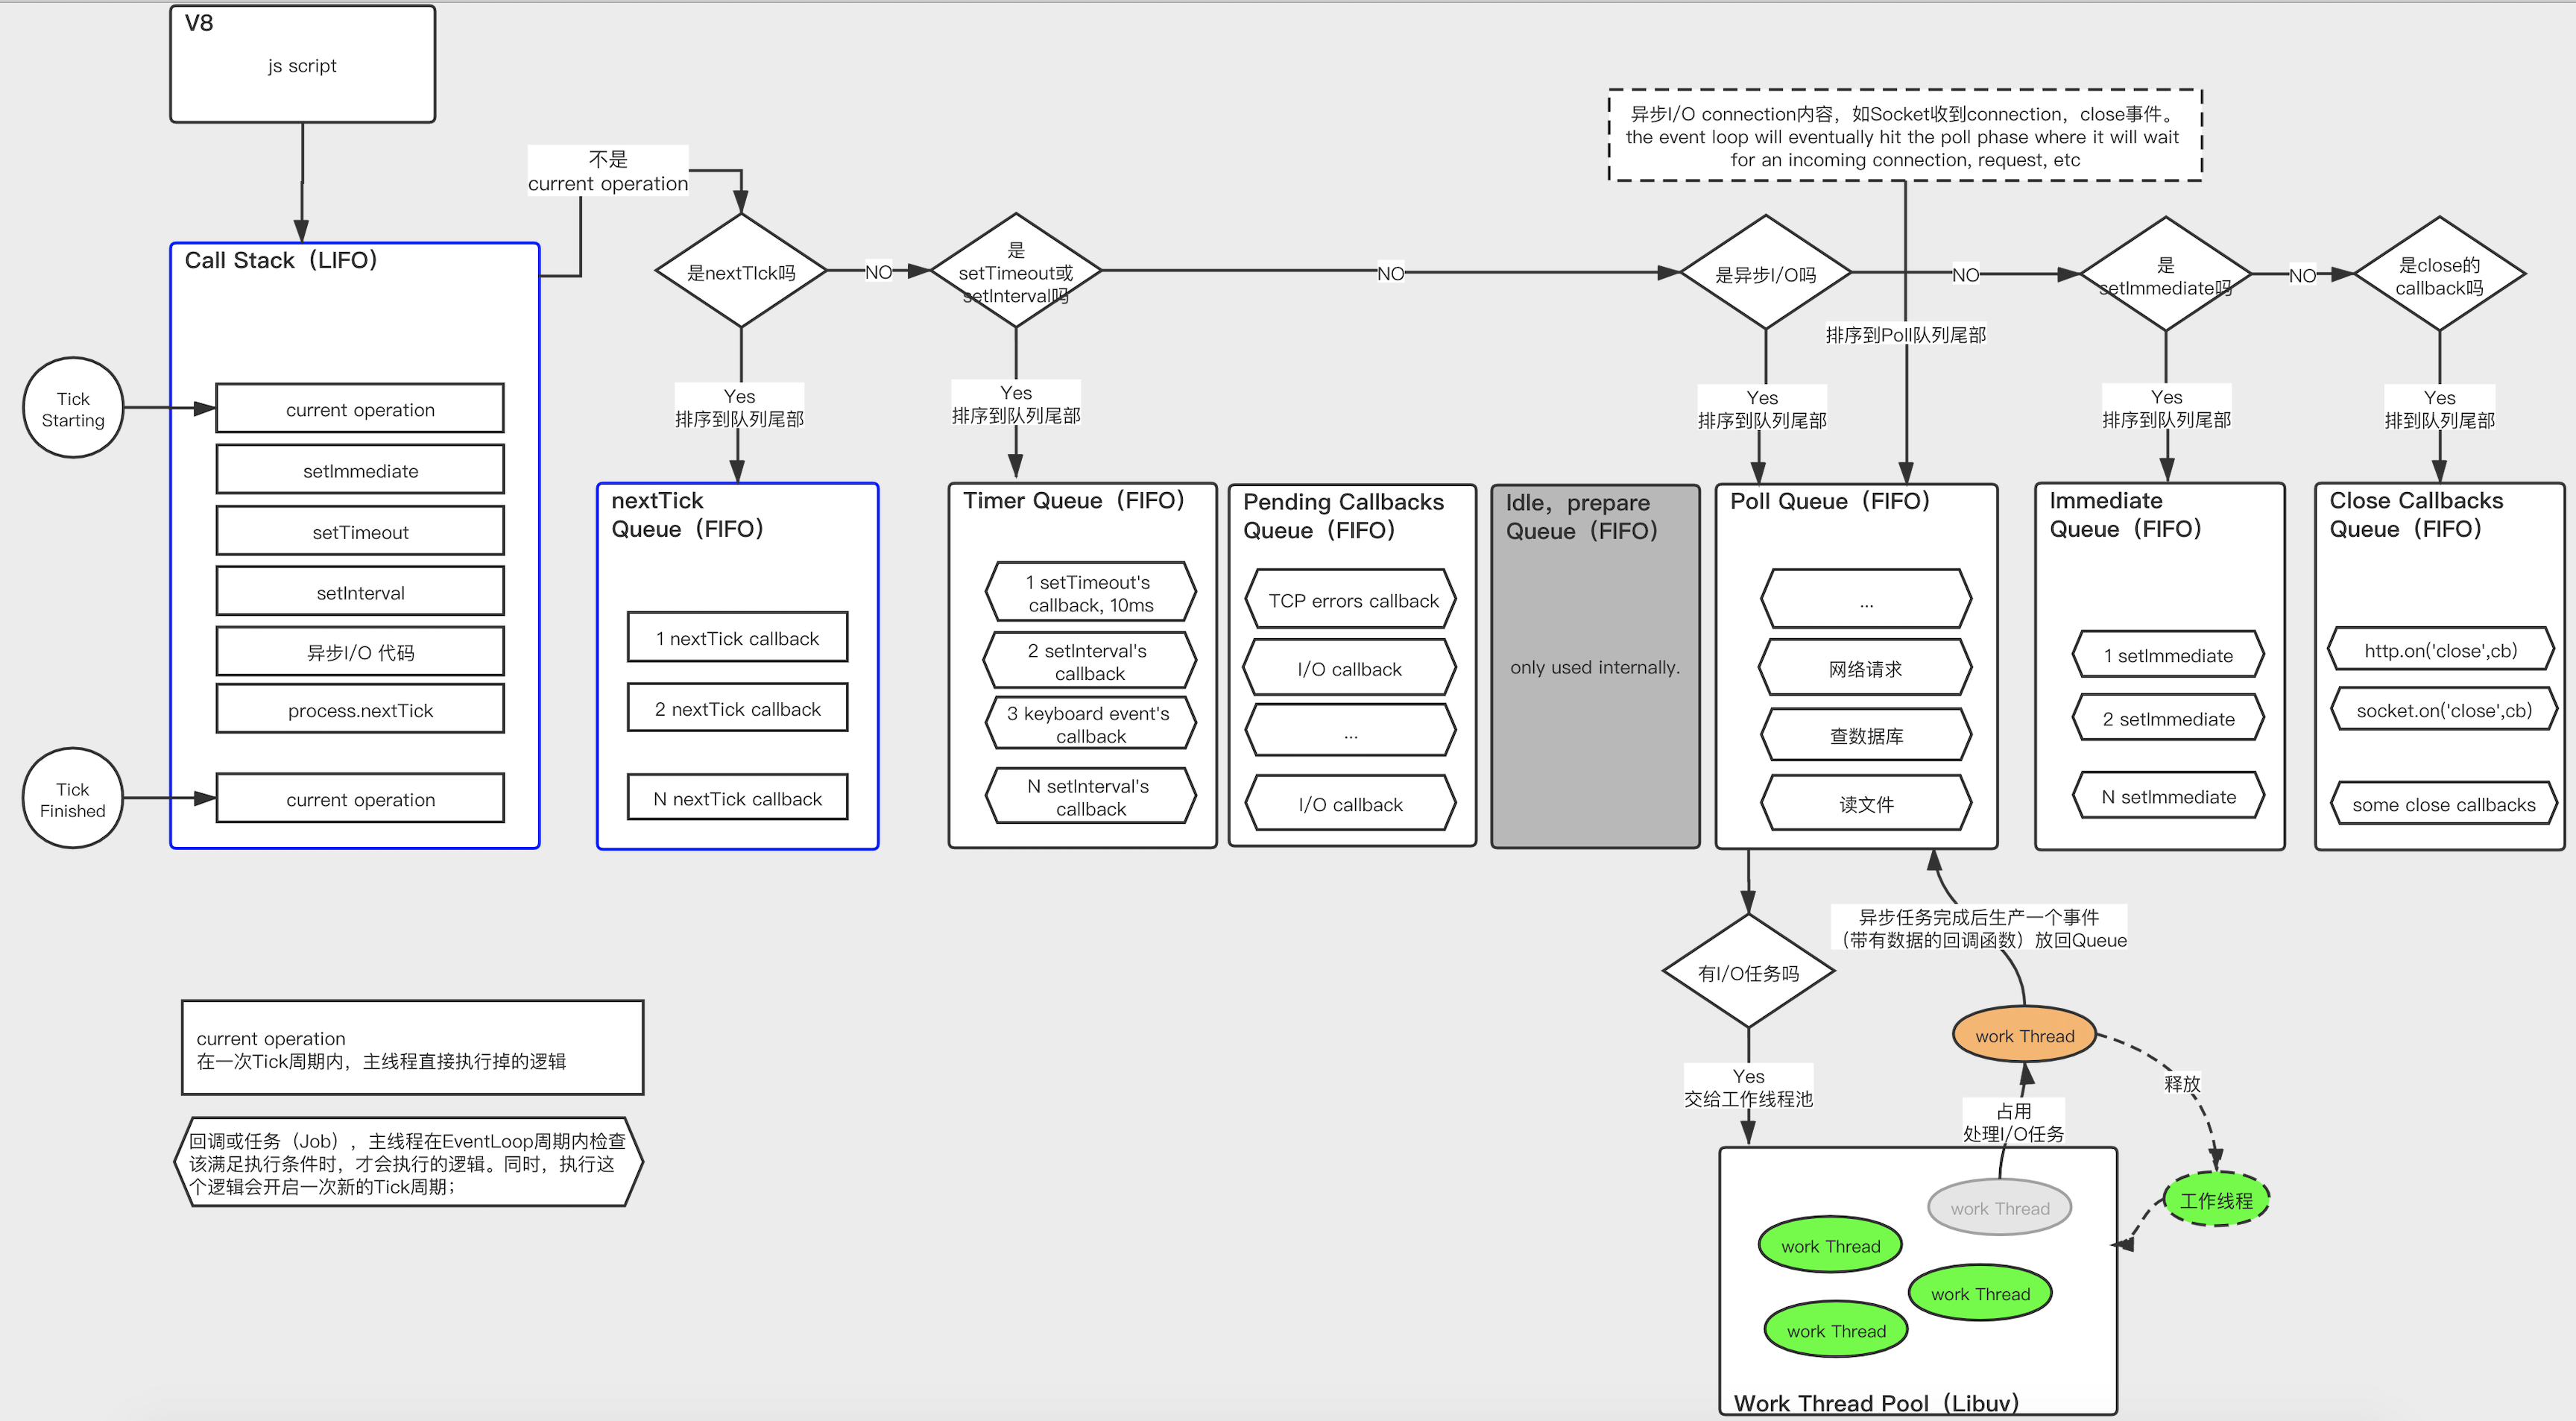 V8
js script
不是
current operation
异步I/O connection内容，如Socket收到connection，close事件。
the event loop will eventually hit the poll phase where it will wait
for an incoming connection, request, etc
Call Stack（LIFO）
是nextTIck吗
NO
是
setTimeout或
setInterval吗
NO
是异步I/O吗
NO
是
setImmediate吗
NO
是close的
callback吗
排序到Poll队列尾部
Yes
排序到队列尾部
Yes
排序到队列尾部
Yes
排序到队列尾部
Yes
排序到队列尾部
Yes
排到队列尾部
Tick
Starting
current operation
setImmediate
setTimeout
setInterval
异步I/O 代码
process.nextTick
Tick
Finished
current operation
nextTick
Queue（FIFO）
1 nextTick callback
2 nextTick callback
N nextTick callback
Timer Queue（FIFO）
1 setTimeout's
callback, 10ms
2 setInterval's
callback
3 keyboard event's
callback
N setInterval's
callback
Pending Callbacks
Queue（FIFO）
TCP errors callback
I/O callback
...
I/O callback
Idle，prepare
Queue（FIFO）
only used internally.
Poll Queue（FIFO）
...
网络请求
查数据库
读文件
Immediate
Queue（FIFO）
1 setImmediate
2 setImmediate
N setImmediate
Close Callbacks
Queue（FIFO）
http.on('close',cb)
socket.on('close',cb)
some close callbacks
异步任务完成后生产一个事件
（带有数据的回调函数）放回Queue
有I/O任务吗
work Thread
current operation
在一次Tick周期内，主线程直接执行掉的逻辑
Yes
交给工作线程池
释放
占用
处理I/O任务
回调或任务（Job），主线程在EventLoop周期内检查
该满足执行条件时，才会执行的逻辑。同时，执行这
个逻辑会开启一次新的Tick周期；
工作线程
work Thread
work Thread
work Thread
work Thread
Work Thread Pool（Libuv）